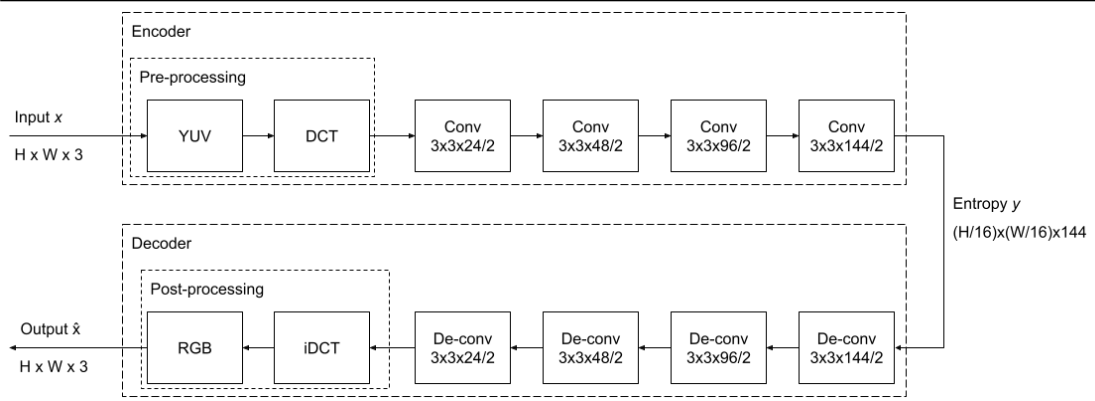 Encoder
Pre-processing
Input x
H x W x 3
YUV
DCT
Conv
3x3x24/2
Conv
3x3x48/2
Conv
3x3x96/2
Conv
3x3x144/2
Entropy y
(H/16)x(W/16)x144
Decoder
Post-processing
Output x̂
H x W x 3
RGB
iDCT
De-conv
3x3x24/2
De-conv
3x3x48/2
De-conv
3x3x96/2
De-conv
3x3x144/2